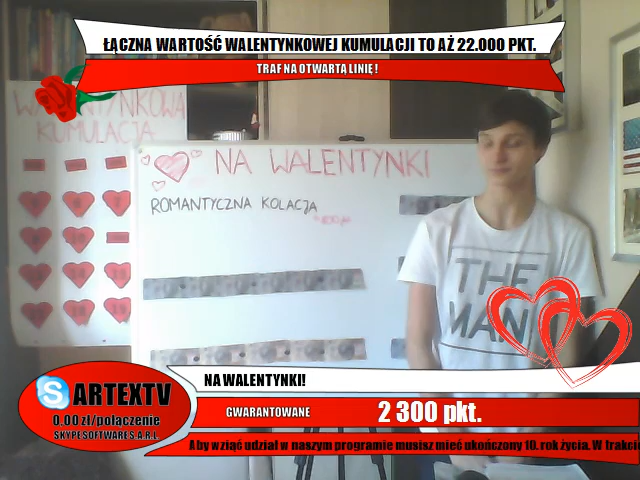 ŁĄCZNA WARTOŚĆ WALENTYNKOWEJ KUMULACJI TO AŻ 22.000 PKT.
TRAF NA OTWARTĄ LINIĘ!
KUMULACJA
NA WALENTYNKI
ROMANTYCZNA KOLACJA
THE
MAN
NA WALENTYNKI!
GWARANTOWANE 2 300 pkt.
S ARTEXTV
0.00 zł/połączenie
SKYPE SOFTWARE S.A.R.L.
Aby wziąć udział w naszym programie musisz mieć ukończony 10. rok życia. W trakci